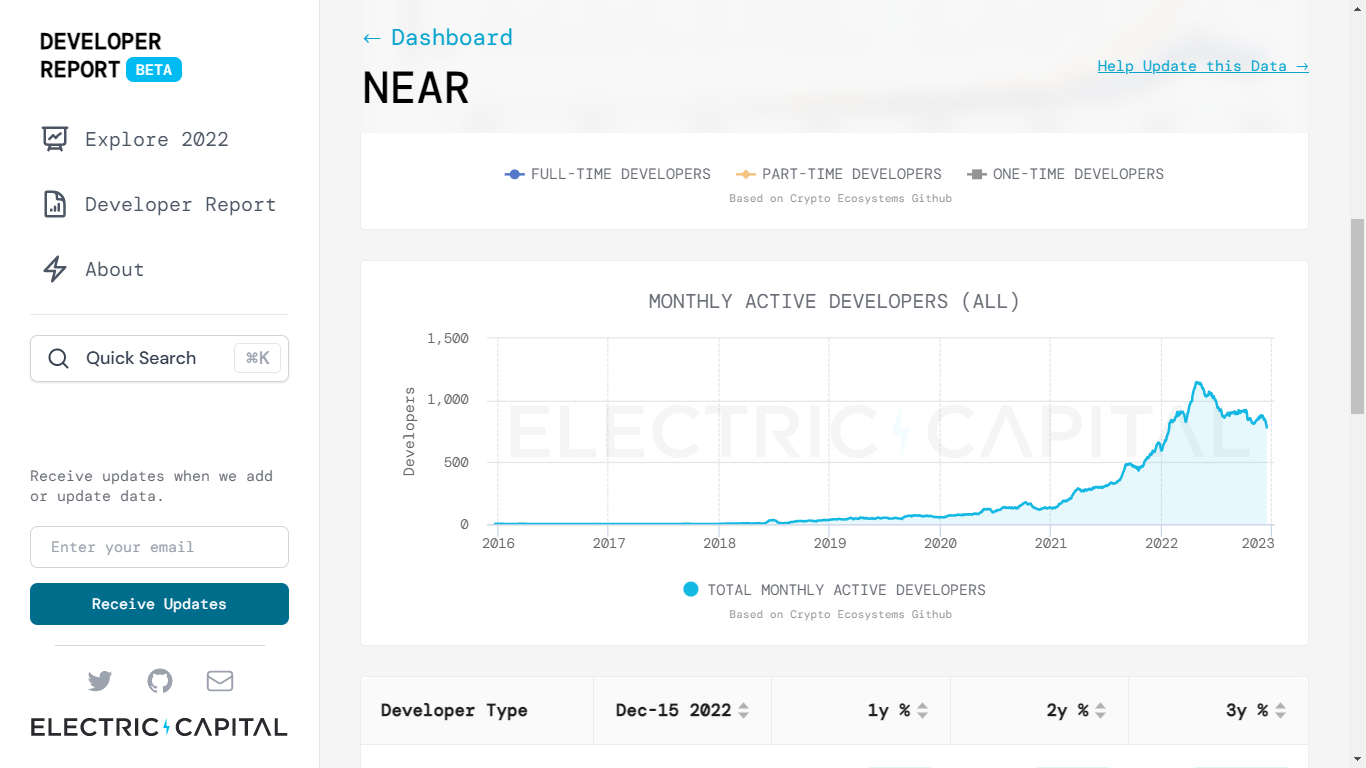 DEVELOPER
REPORT BETA
Explore 2022
Developer Report
About
Quick Search ⌘K
Receive updates when we add
or update data.
Enter your email
Receive Updates
ELECTRIC CAPITAL
← Dashboard
NEAR
Help Update this Data →
FULL-TIME DEVELOPERS PART-TIME DEVELOPERS ONE-TIME DEVELOPERS
Based on Crypto Ecosystems Github
MONTHLY ACTIVE DEVELOPERS (ALL)
Developers
1,500
1,000
500
0
ELECTRIC CAPITAL
2016 2017 2018 2019 2020 2021 2022 2023
TOTAL MONTHLY ACTIVE DEVELOPERS
Based on Crypto Ecosystems Github
Developer Type Dec-15 2022 1y % 2y % 3y %